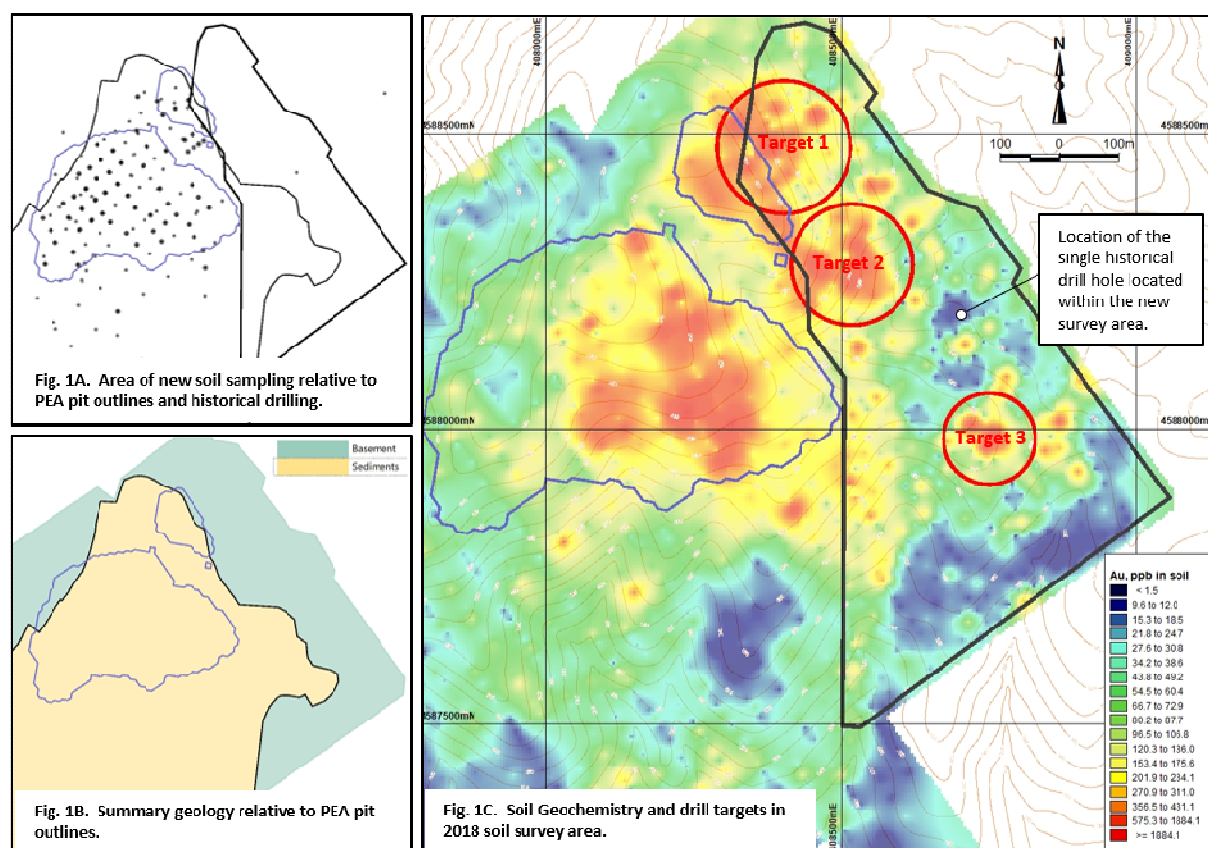 Fig. 1A. Area of new soil sampling relative to
PEA pit outlines and historical drilling.
Basement
Sediments
Fig. 1B. Summary geology relative to PEA pit
outlines.
408000mE
408500mE
409000mE
N
100
0
100m
4588500mN
4588500mN
Target 1
Target 2
Location of the
single historical
drill hole located
within the new
survey area.
4588000mN
4588000mN
Target 3
4587500mN
408500mE
Au, ppb in soil
< 1.5
9.6 to 12.0
15.3 to 18.5
21.8 to 24.7
27.6 to 30.8
34.2 to 38.6
43.8 to 49.2
54.5 to 60.4
66.7 to 72.9
80.2 to 87.7
96.5 to 105.8
120.3 to 136.0
153.4 to 175.6
201.9 to 234.1
270.9 to 311.0
356.5 to 431.1
575.3 to 1884.1
>= 1884.1
Fig. 1C. Soil Geochemistry and drill targets in
2018 soil survey area.